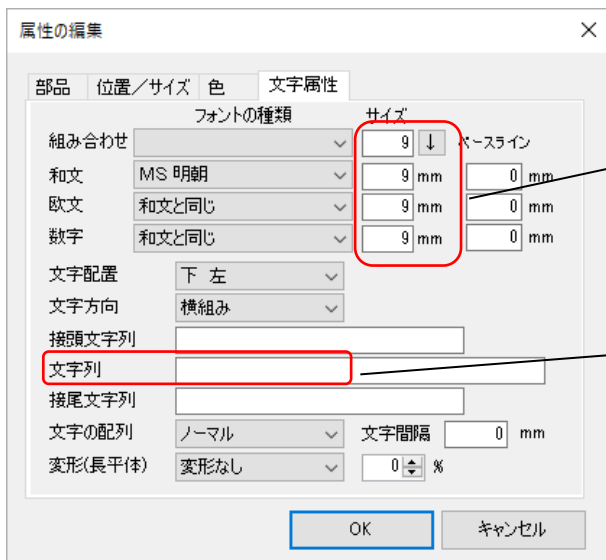 属性の編集
部品 位置／サイズ 色 文字属性
フォントの種類 サイズ
組み合わせ 9 ↓ ベースライン
和文 MS 明朝 9 mm 0 mm
欧文 和文と同じ 9 mm 0 mm
数字 和文と同じ 9 mm 0 mm
文字配置 下 左
文字方向 横組み
接頭文字列
文字列
接尾文字列
文字の配列 ノーマル 文字間隔 0 mm
変形(長平体) 変形なし 0 %
OK キャンセル